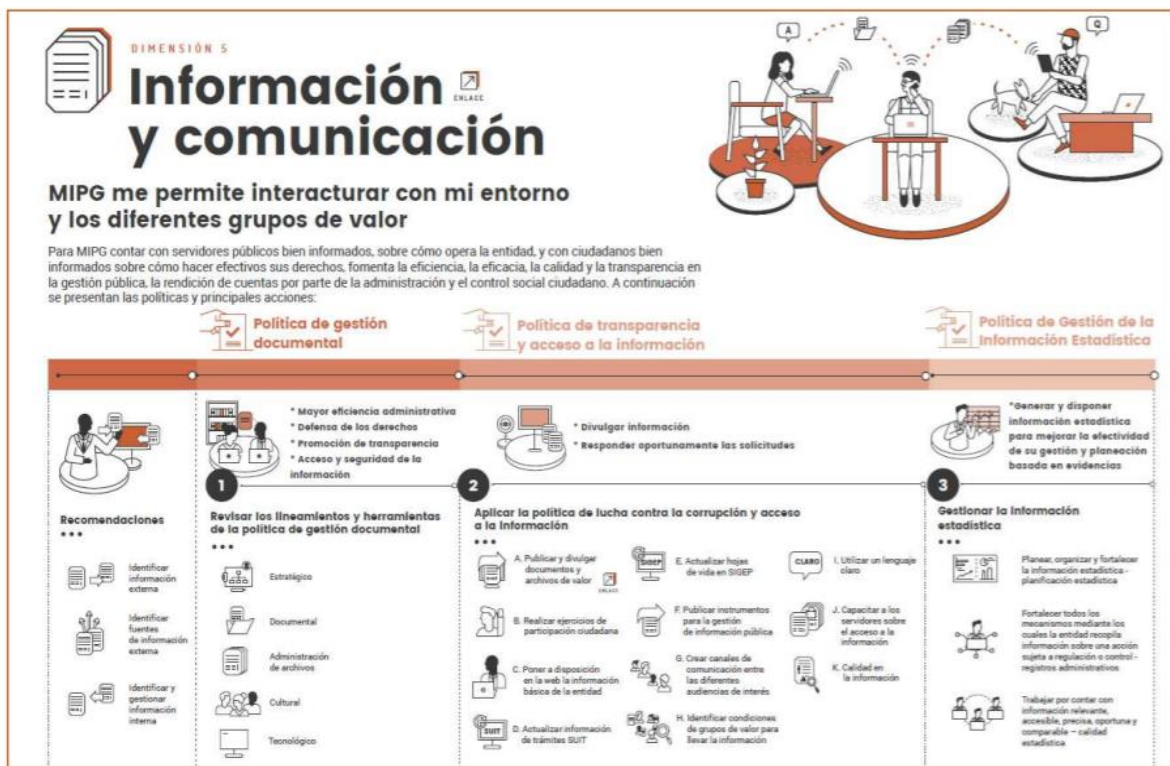 DIMENSIÓN 5
Información
y comunicación
ENLACE
A
Q
MIPG me permite interacturar con mi entorno
y los diferentes grupos de valor
Para MIPG contar con servidores públicos bien informados, sobre cómo opera la entidad, y con ciudadanos bien
informados sobre cómo hacer efectivos sus derechos, fomenta la eficiencia, la eficacia, la calidad y la transparencia en
la gestión pública, la rendición de cuentas por parte de la administración y el control social ciudadano. A continuación
se presentan las políticas y principales acciones:
Política de gestión
documental
Política de transparencia
y acceso a la información
Política de Gestión de la
Información Estadística
Recomendaciones
Identificar
información
externa
Identificar
fuentes
de información
externa
Identificar y
gestionar
información
interna
* Mayor eficiencia administrativa
* Defensa de los derechos
* Promoción de transparencia
* Acceso y seguridad de la
información
1
Revisar los lineamientos y herramientas
de la política de gestión documental
Estratégico
Documental
Administración
de archivos
Cultural
Tecnológico
* Divulgar información
* Responder oportunamente las solicitudes
2
Aplicar la política de lucha contra la corrupción y acceso
a la información
A. Publicar y divulgar
documentos y
archivos de valor
ENLACE
B. Realizar ejercicios de
participación ciudadana
C. Poner a disposición
en la web la información
básica de la entidad
SUIT
D. Actualizar información
de trámites SUIT
SIGEP
E. Actualizar hojas
de vida en SIGEP
F. Publicar instrumentos
para la gestión
de información pública
G. Crear canales de
comunicación entre
las diferentes
audiencias de interés
H. Identificar condiciones
de grupos de valor para
llevar la información
CLARO
I. Utilizar un lenguaje
claro
J. Capacitar a los
servidores sobre
el acceso a la
información
K. Calidad en
la información
*Generar y disponer
información estadística
para mejorar la efectividad
de su gestión y planeación
basada en evidencias
3
Gestionar la información
estadística
Planear, organizar y fortalecer
la información estadística -
planificación estadística
Fortalecer todos los
mecanismos mediante los
cuales la entidad recopila
información sobre una acción
sujeta a regulación o control -
registros administrativos
Trabajar por contar con
información relevante,
accesible, precisa, oportuna y
comparable – calidad
estadística